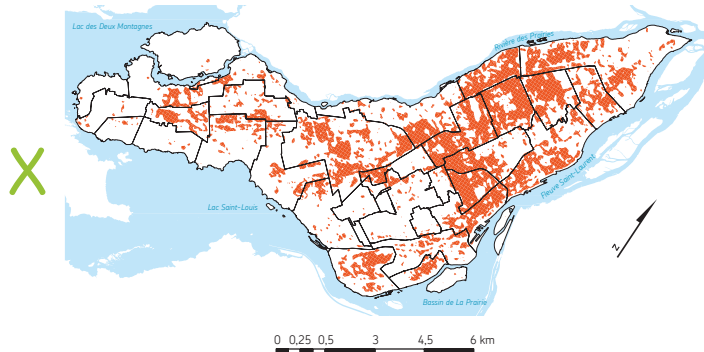 Lac des Deux Montagnes
Rivière des Prairies
Fleuve Saint-Laurent
Lac Saint-Louis
N
Bassin de La Prairie
0 0,25 0,5 3 4,5 6 km